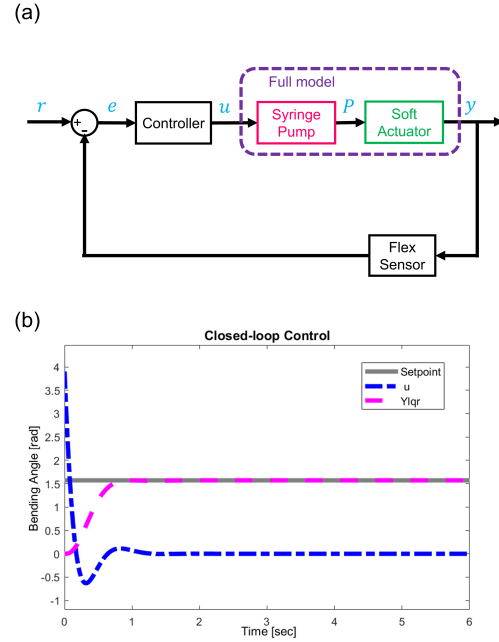 (a)
Full model
r
+
-
e
Controller
u
Syringe
Pump
P
Soft
Actuator
y
Flex
Sensor
(b)
Closed-loop Control
Setpoint
u
Ylqr
Bending Angle [rad]
4
3.5
3
2.5
2
1.5
1
0.5
0
-0.5
-1
0 1 2 3 4 5 6
Time [sec]